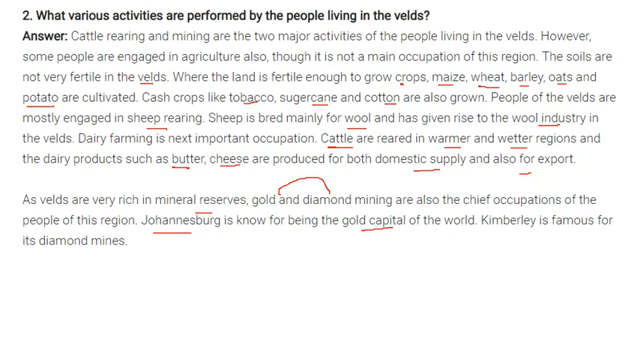 2. What various activities are performed by the people living in the velds?
Answer: Cattle rearing and mining are the two major activities of the people living in the velds. However,
some people are engaged in agriculture also, though it is not a main occupation of this region. The soils are
not very fertile in the velds. Where the land is fertile enough to grow crops, maize, wheat, barley, oats and
potato are cultivated. Cash crops like tobacco, sugercane and cotton are also grown. People of the velds are
mostly engaged in sheep rearing. Sheep is bred mainly for wool and has given rise to the wool industry in
the velds. Dairy farming is next important occupation. Cattle are reared in warmer and wetter regions and
the dairy products such as butter, cheese are produced for both domestic supply and also for export.
As velds are very rich in mineral reserves, gold and diamond mining are also the chief occupations of the
people of this region. Johannesburg is know for being the gold capital of the world. Kimberley is famous for
its diamond mines.